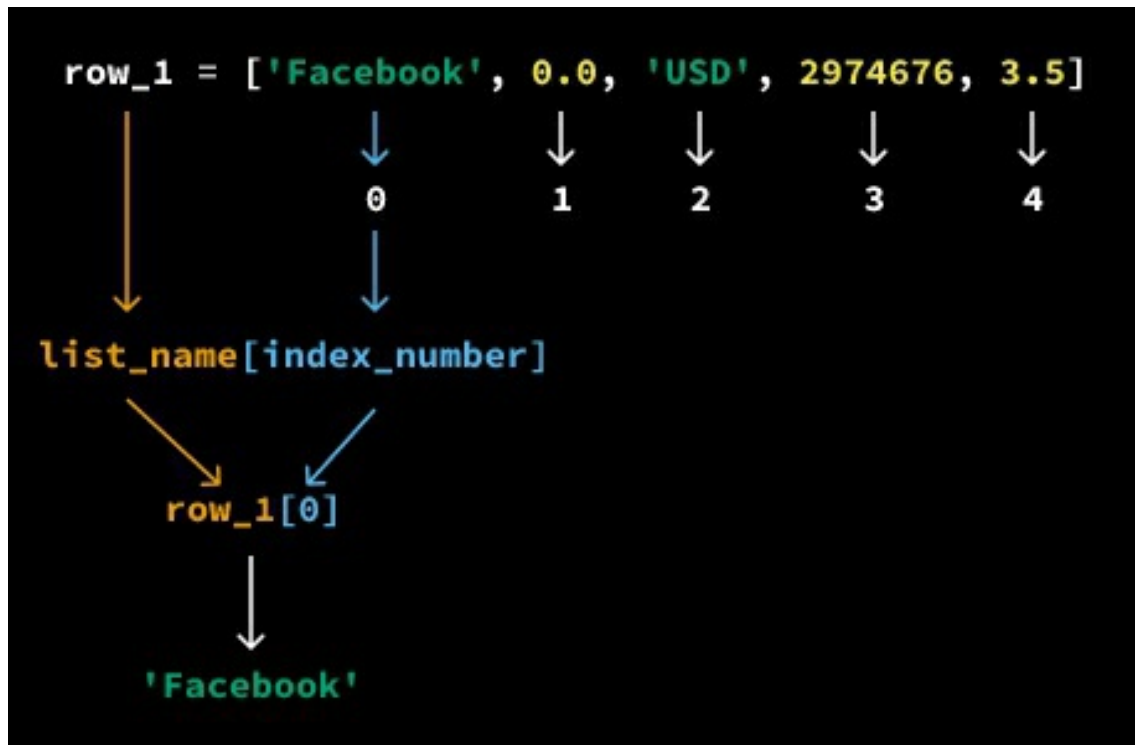 row_1 = ['Facebook', 0.0, 'USD', 2974676, 3.5]
0 1 2 3 4
list_name[index_number]
row_1[0]
'Facebook'